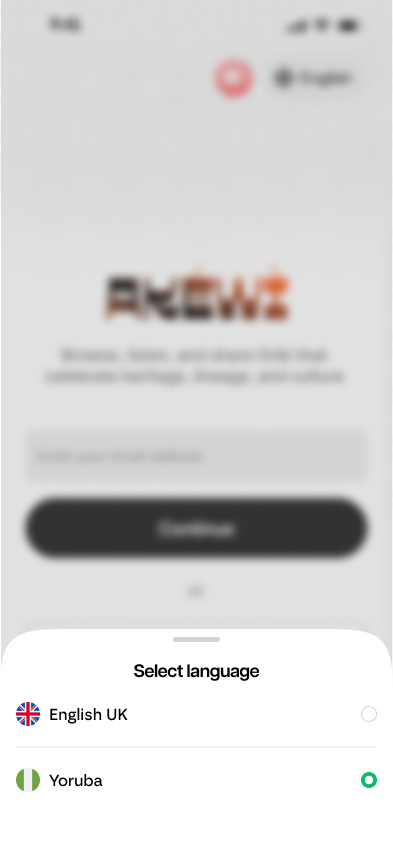 9:41
English
AKEWI
Browse, listen, and share Oriki that
celebrate heritage, lineage, and culture
Enter your email address
Continue
or
Select language
English UK
Yoruba